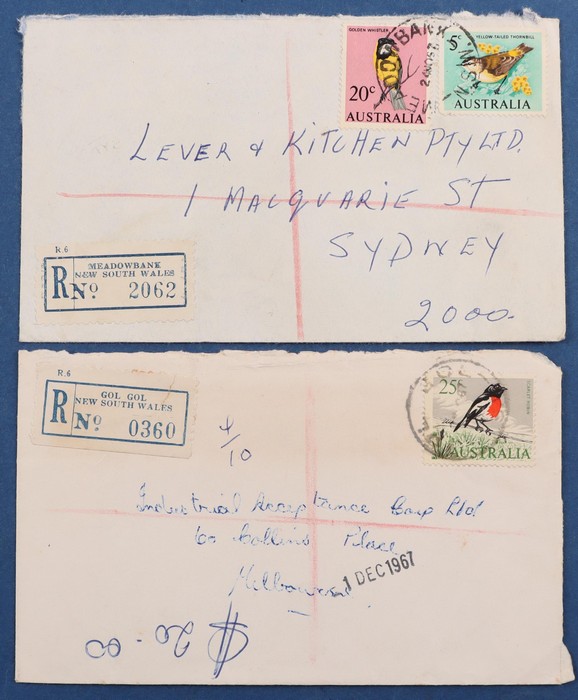 GOLDEN WHISTLER
20c
AUSTRALIA
YELLOW-TAILED THORNBILL
5c
AUSTRALIA
LEVER & KITCHEN PTY LTD.
1 MACQUARIE ST
SYDNEY
2000.
R.6
R
MEADOWBANK
NEW SOUTH WALES
No 2062
R.6
R
GOL GOL
NEW SOUTH WALES
No 0360
25c
SCARLET ROBIN
AUSTRALIA
4/10
Industrial Acceptance Corp Ltd
60 Collins Place
Melbourne
1 DEC 1967
$20-00